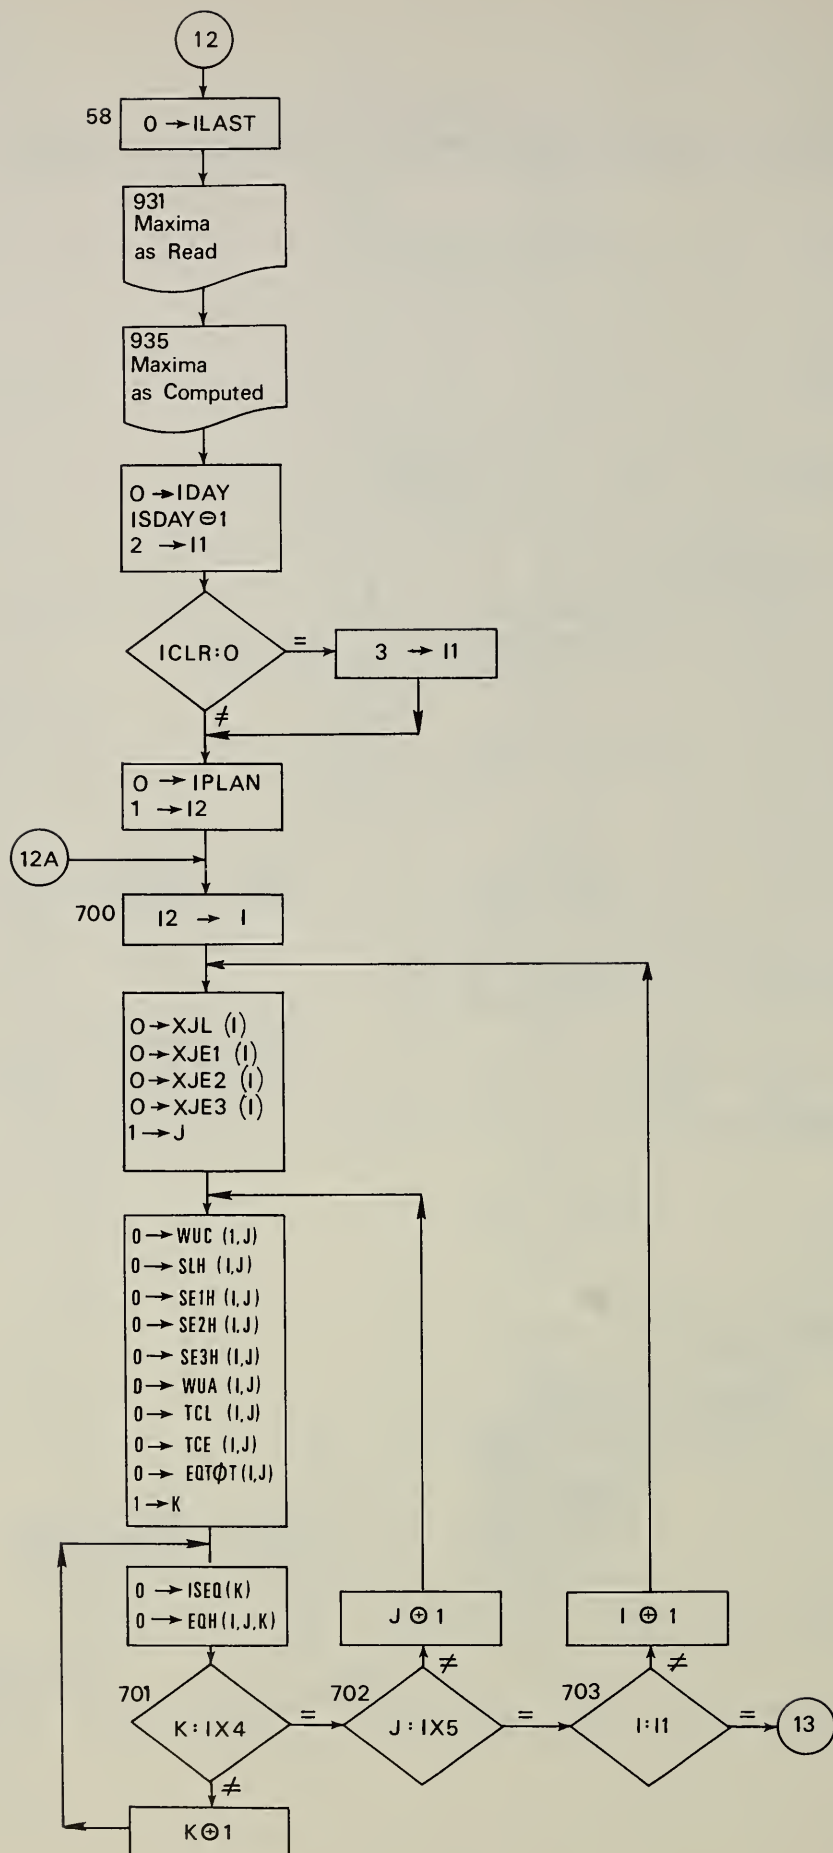 12
58
0 → ILAST
931
Maxima
as Read
935
Maxima
as Computed
0 → IDAY
ISDAY ⊖ 1
2 → I1
ICLR:0
=
3 → I1
≠
0 → IPLAN
1 → I2
12A
700
I2 → I
0 → XJL (I)
0 → XJE1 (I)
0 → XJE2 (I)
0 → XJE3 (I)
1 → J
0 → WUC (1,J)
0 → SLH (I,J)
0 → SE1H (I,J)
0 → SE2H (I,J)
0 → SE3H (I,J)
0 → WUA (I,J)
0 → TCL (I,J)
0 → TCE (I,J)
0 → EQTØT (I,J)
1 → K
0 → ISEQ (K)
0 → EQH (I,J,K)
J ⊕ 1
I ⊕ 1
≠
≠
701
K : IX4
=
702
J : IX5
=
703
I:I1
=
13
≠
K ⊕ 1